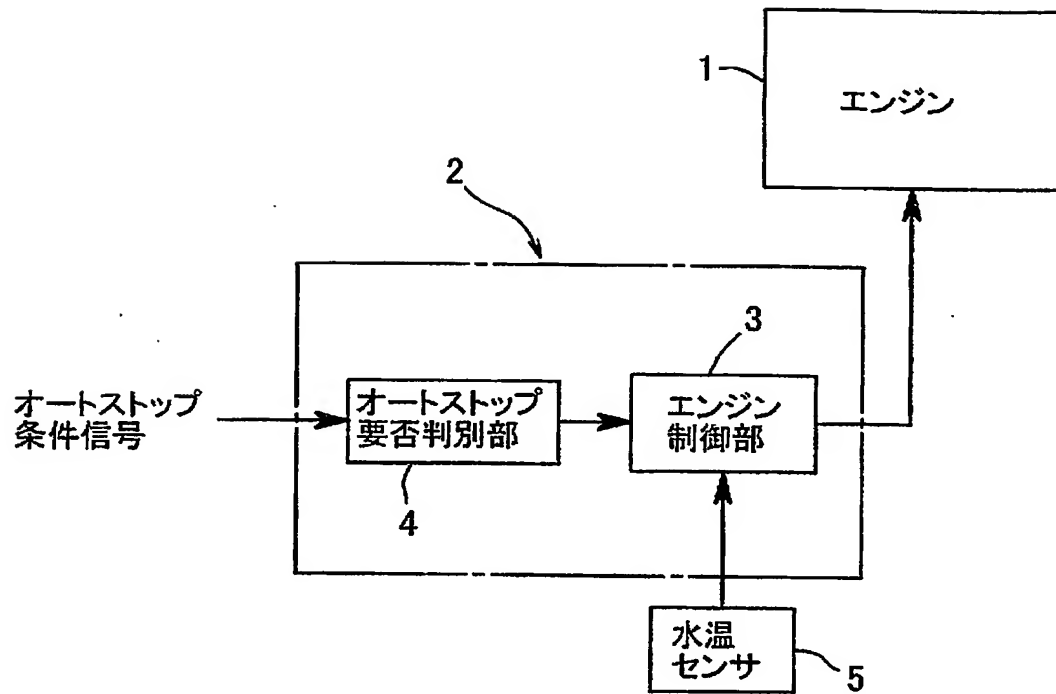 1
エンジン
2
3
オートストップ
条件信号
オートストップ
要否判別部
エンジン
制御部
4
水温
センサ
5